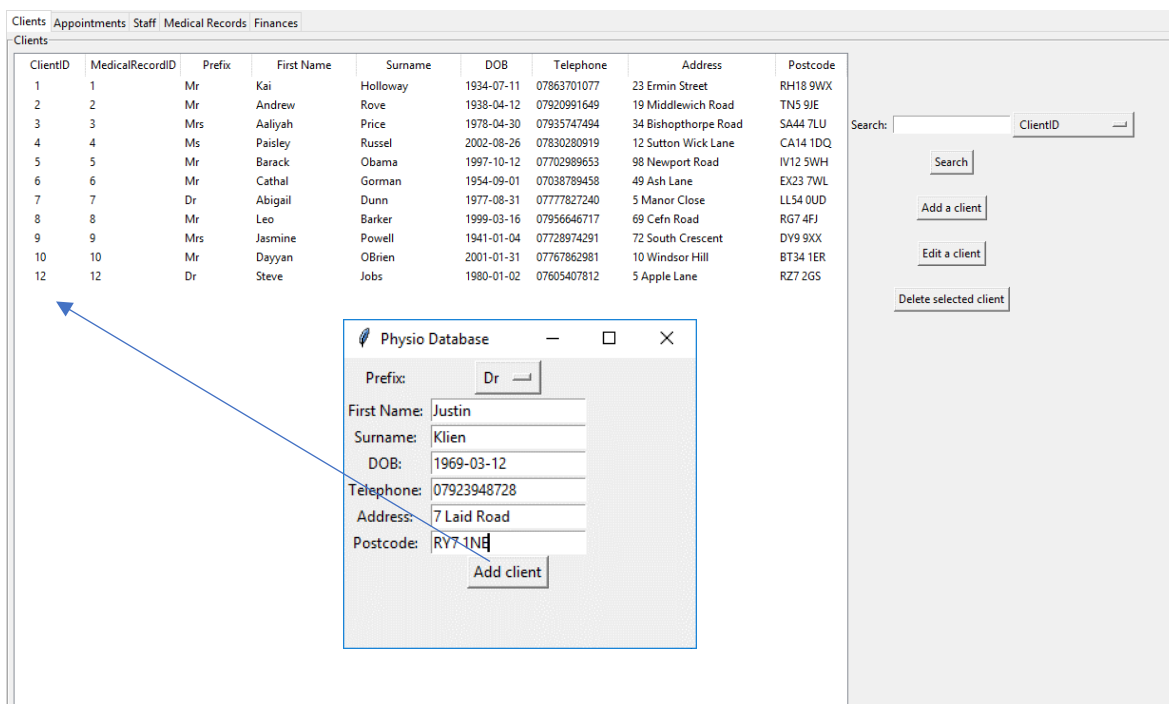 Clients Appointments Staff Medical Records Finances
Clients
ClientID MedicalRecordID Prefix First Name Surname DOB Telephone Address Postcode
1 1 Mr Kai Holloway 1934-07-11 07863701077 23 Ermin Street RH18 9WX
2 2 Mr Andrew Rove 1938-04-12 07920991649 19 Middlewich Road TN5 9JE
3 3 Mrs Aaliyah Price 1978-04-30 07935747494 34 Bishopthorpe Road SA44 7LU
4 4 Ms Paisley Russel 2002-08-26 07830280919 12 Sutton Wick Lane CA14 1DQ
5 5 Mr Barack Obama 1997-10-12 07702989653 98 Newport Road IV12 5WH
6 6 Mr Cathal Gorman 1954-09-01 07038789458 49 Ash Lane EX23 7WL
7 7 Dr Abigail Dunn 1977-08-31 07777827240 5 Manor Close LL54 0UD
8 8 Mr Leo Barker 1999-03-16 07956646717 69 Cefn Road RG7 4FJ
9 9 Mrs Jasmine Powell 1941-01-04 07728974291 72 South Crescent DY9 9XX
10 10 Mr Dayyan OBrien 2001-01-31 07767862981 10 Windsor Hill BT34 1ER
12 12 Dr Steve Jobs 1980-01-02 07605407812 5 Apple Lane RZ7 2GS
Search: ClientID
Search
Add a client
Edit a client
Delete selected client
Physio Database
Prefix: Dr
First Name: Justin
Surname: Klien
DOB: 1969-03-12
Telephone: 07923948728
Address: 7 Laid Road
Postcode: RY7 1NE
Add client